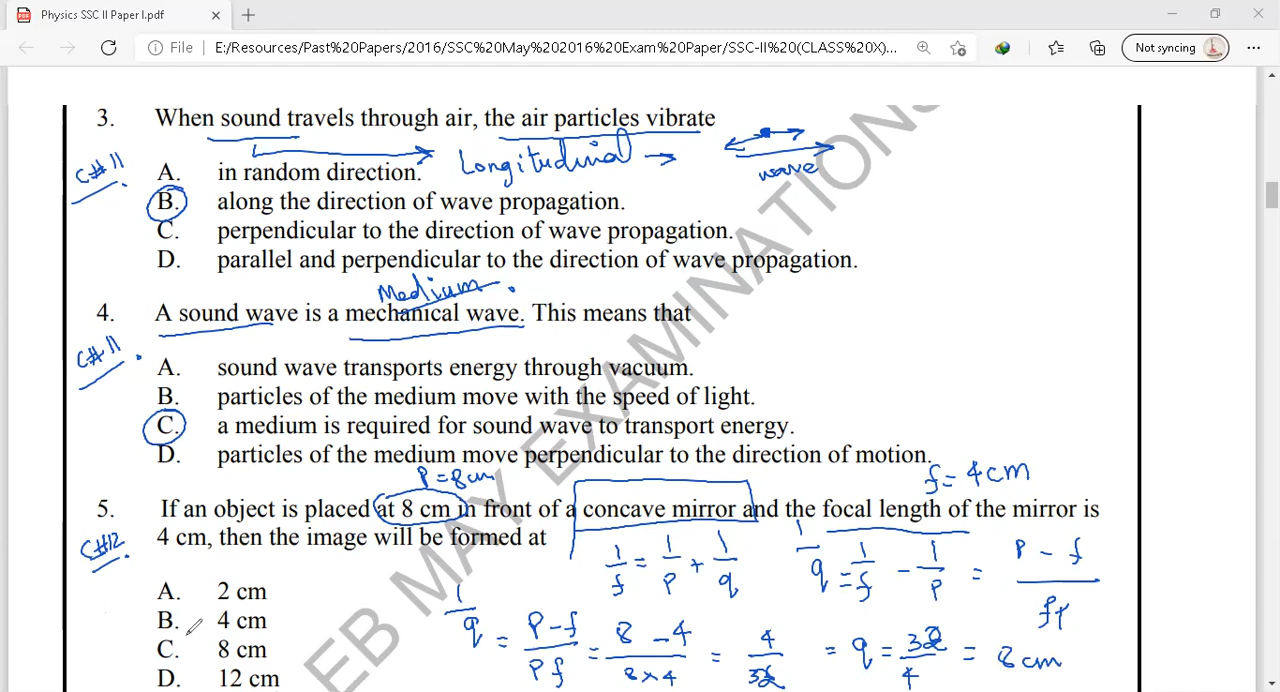 Physics SSC II Paper I.pdf
File E:/Resources/Past%20Papers/2016/SSC%20May%202016%20Exam%20Paper/SSC-II%20(CLASS%20X)... Not syncing
3. When sound travels through air, the air particles vibrate
C#11 Longitudinal → wave
A. in random direction.
B. along the direction of wave propagation.
C. perpendicular to the direction of wave propagation.
D. parallel and perpendicular to the direction of wave propagation.
Medium.
4. A sound wave is a mechanical wave. This means that
C#11.
A. sound wave transports energy through vacuum.
B. particles of the medium move with the speed of light.
C. a medium is required for sound wave to transport energy.
D. particles of the medium move perpendicular to the direction of motion.
P = 8cm f = 4cm
5. If an object is placed at 8 cm in front of a concave mirror and the focal length of the mirror is
C#12 4 cm, then the image will be formed at
1/f = 1/p + 1/q 1/q = 1/f - 1/p = P - f / fp
A. 2 cm
B. 4 cm
C. 8 cm
D. 12 cm
1/q = P-f / Pf = 8-4 / 8×4 = 4/32 = q = 32/4 = 8cm
EB MAY EXAMINATION